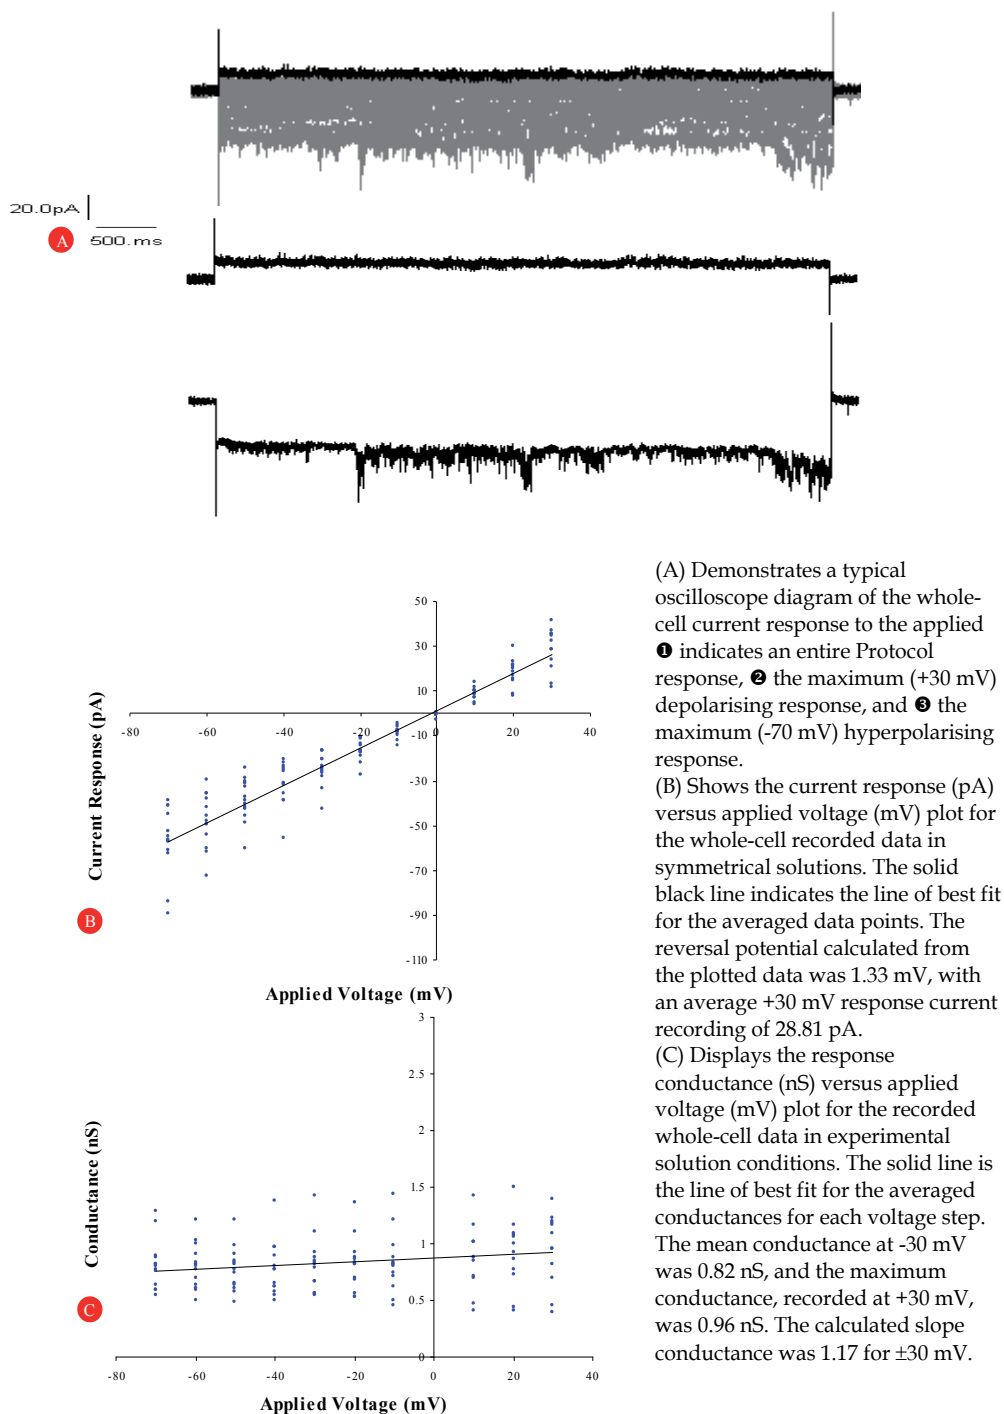 20.0pA
A
500.ms
(A) Demonstrates a typical
oscilloscope diagram of the whole-
cell current response to the applied
❶ indicates an entire Protocol
response, ❷ the maximum (+30 mV)
depolarising response, and ❸ the
maximum (-70 mV) hyperpolarising
response.
(B) Shows the current response (pA)
versus applied voltage (mV) plot for
the whole-cell recorded data in
symmetrical solutions. The solid
black line indicates the line of best fit
for the averaged data points. The
reversal potential calculated from
the plotted data was 1.33 mV, with
an average +30 mV response current
recording of 28.81 pA.
(C) Displays the response
conductance (nS) versus applied
voltage (mV) plot for the recorded
whole-cell data in experimental
solution conditions. The solid line is
the line of best fit for the averaged
conductances for each voltage step.
The mean conductance at -30 mV
was 0.82 nS, and the maximum
conductance, recorded at +30 mV,
was 0.96 nS. The calculated slope
conductance was 1.17 for ±30 mV.
Current Response (pA)
B
50
30
10
-10
-30
-50
-70
-90
-110
-80 -60 -40 -20 0 20 40
Applied Voltage (mV)
Conductance (nS)
C
3
2.5
2
1.5
1
0.5
0
-80 -60 -40 -20 0 20 40
Applied Voltage (mV)